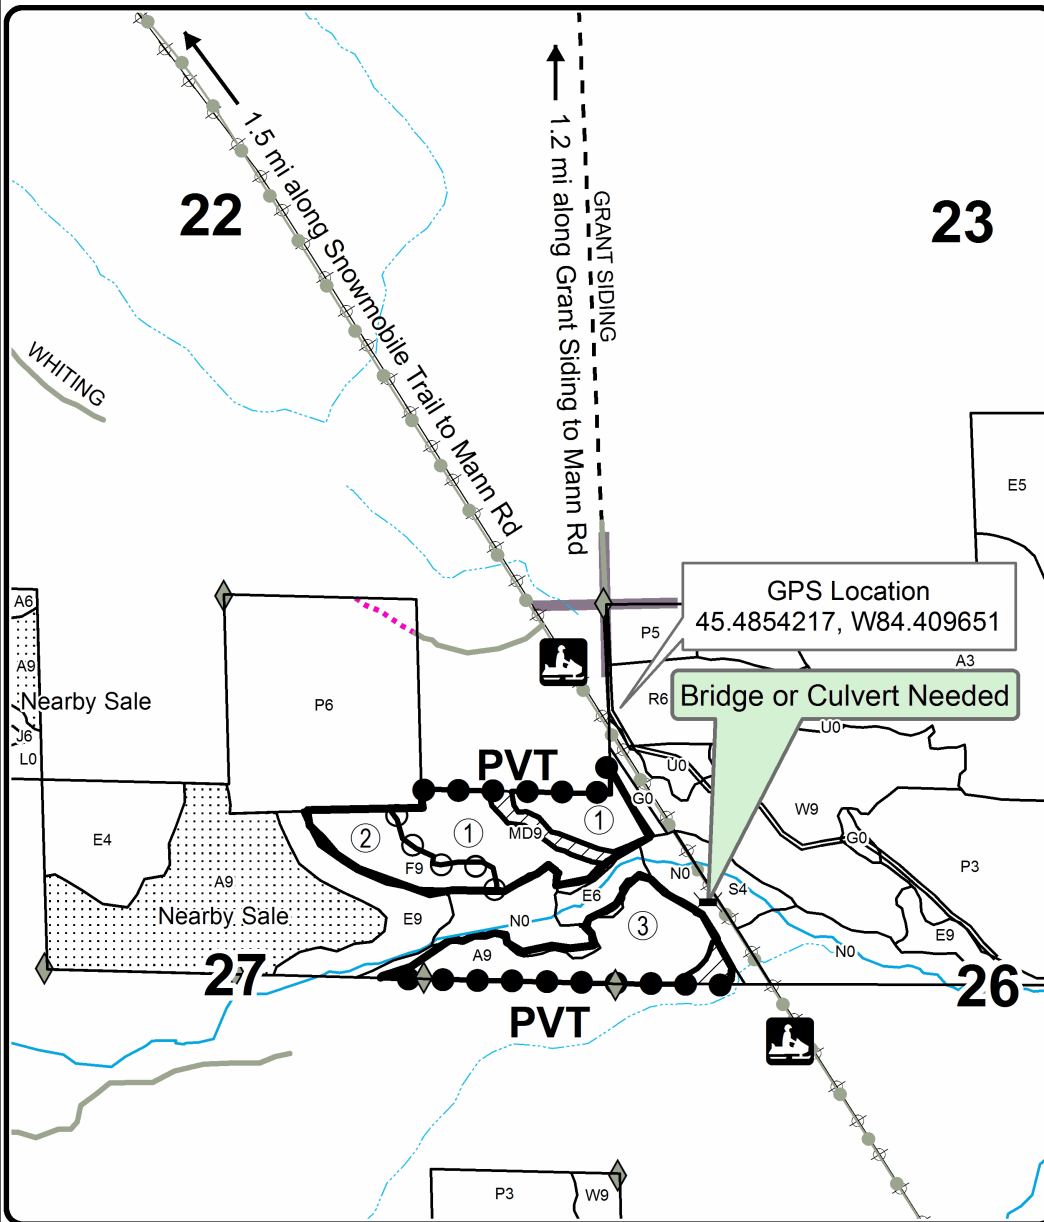 22
23
1.5 mi along Snowmobile Trail to Mann Rd
1.2 mi along Grant Siding to Mann Rd
GRANT SIDING
WHITING
E5
GPS Location
45.4854217, W84.409651
A6
P5
A3
A9
Nearby Sale
P6
R6
Bridge or Culvert Needed
J6
L0
U0
PVT
U0
G0
W9
E4
2
1
MD9
1
G0
F9
N0
P3
A9
E6
S4
Nearby Sale
E9
N0
3
E9
A9
N0
27
26
PVT
P3
W9